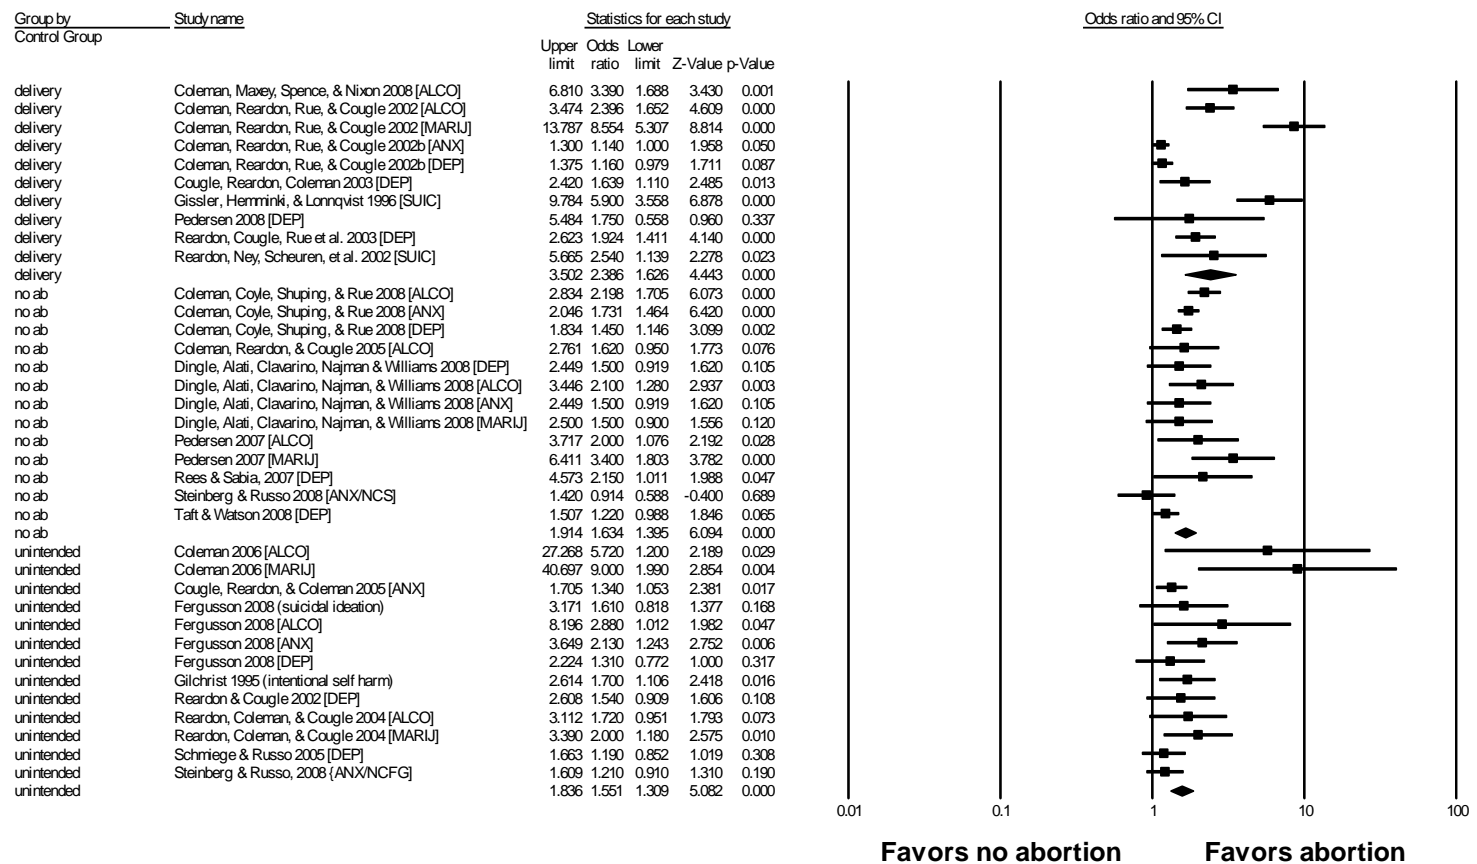 Group by Study name Statistics for each study Odds ratio and 95% CI
Control Group
Upper Odds Lower
limit ratio limit Z-Value p-Value
delivery Coleman, Maxey, Spence, & Nixon 2008 [ALCO] 6.810 3.390 1.688 3.430 0.001
delivery Coleman, Reardon, Rue, & Cougle 2002 [ALCO] 3.474 2.396 1.652 4.609 0.000
delivery Coleman, Reardon, Rue, & Cougle 2002 [MARIJ] 13.787 8.554 5.307 8.814 0.000
delivery Coleman, Reardon, Rue, & Cougle 2002b [ANX] 1.300 1.140 1.000 1.958 0.050
delivery Coleman, Reardon, Rue, & Cougle 2002b [DEP] 1.375 1.160 0.979 1.711 0.087
delivery Cougle, Reardon, Coleman 2003 [DEP] 2.420 1.639 1.110 2.485 0.013
delivery Gissler, Hemminki, & Lonnqvist 1996 [SUIC] 9.784 5.900 3.558 6.878 0.000
delivery Pedersen 2008 [DEP] 5.484 1.750 0.558 0.960 0.337
delivery Reardon, Cougle, Rue et al. 2003 [DEP] 2.623 1.924 1.411 4.140 0.000
delivery Reardon, Ney, Scheuren, et al. 2002 [SUIC] 5.665 2.540 1.139 2.278 0.023
delivery 3.502 2.386 1.626 4.443 0.000
no ab Coleman, Coyle, Shuping, & Rue 2008 [ALCO] 2.834 2.198 1.705 6.073 0.000
no ab Coleman, Coyle, Shuping, & Rue 2008 [ANX] 2.046 1.731 1.464 6.420 0.000
no ab Coleman, Coyle, Shuping, & Rue 2008 [DEP] 1.834 1.450 1.146 3.099 0.002
no ab Coleman, Reardon, & Cougle 2005 [ALCO] 2.761 1.620 0.950 1.773 0.076
no ab Dingle, Alati, Clavarino, Najman & Williams 2008 [DEP] 2.449 1.500 0.919 1.620 0.105
no ab Dingle, Alati, Clavarino, Najman, & Williams 2008 [ALCO] 3.446 2.100 1.280 2.937 0.003
no ab Dingle, Alati, Clavarino, Najman, & Williams 2008 [ANX] 2.449 1.500 0.919 1.620 0.105
no ab Dingle, Alati, Clavarino, Najman, & Williams 2008 [MARIJ] 2.500 1.500 0.900 1.556 0.120
no ab Pedersen 2007 [ALCO] 3.717 2.000 1.076 2.192 0.028
no ab Pedersen 2007 [MARIJ] 6.411 3.400 1.803 3.782 0.000
no ab Rees & Sabia, 2007 [DEP] 4.573 2.150 1.011 1.988 0.047
no ab Steinberg & Russo 2008 [ANX/NCS] 1.420 0.914 0.588 -0.400 0.689
no ab Taft & Watson 2008 [DEP] 1.507 1.220 0.988 1.846 0.065
no ab 1.914 1.634 1.395 6.094 0.000
unintended Coleman 2006 [ALCO] 27.268 5.720 1.200 2.189 0.029
unintended Coleman 2006 [MARIJ] 40.697 9.000 1.990 2.854 0.004
unintended Cougle, Reardon, & Coleman 2005 [ANX] 1.705 1.340 1.053 2.381 0.017
unintended Fergusson 2008 (suicidal ideation) 3.171 1.610 0.818 1.377 0.168
unintended Fergusson 2008 [ALCO] 8.196 2.880 1.012 1.982 0.047
unintended Fergusson 2008 [ANX] 3.649 2.130 1.243 2.752 0.006
unintended Fergusson 2008 [DEP] 2.224 1.310 0.772 1.000 0.317
unintended Gilchrist 1995 (intentional self harm) 2.614 1.700 1.106 2.418 0.016
unintended Reardon & Cougle 2002 [DEP] 2.608 1.540 0.909 1.606 0.108
unintended Reardon, Coleman, & Cougle 2004 [ALCO] 3.112 1.720 0.951 1.793 0.073
unintended Reardon, Coleman, & Cougle 2004 [MARIJ] 3.390 2.000 1.180 2.575 0.010
unintended Schmiege & Russo 2005 [DEP] 1.663 1.190 0.852 1.019 0.308
unintended Steinberg & Russo, 2008 {ANX/NCFG] 1.609 1.210 0.910 1.310 0.190
unintended 1.836 1.551 1.309 5.082 0.000
0.01 0.1 1 10 100
Favors no abortion Favors abortion